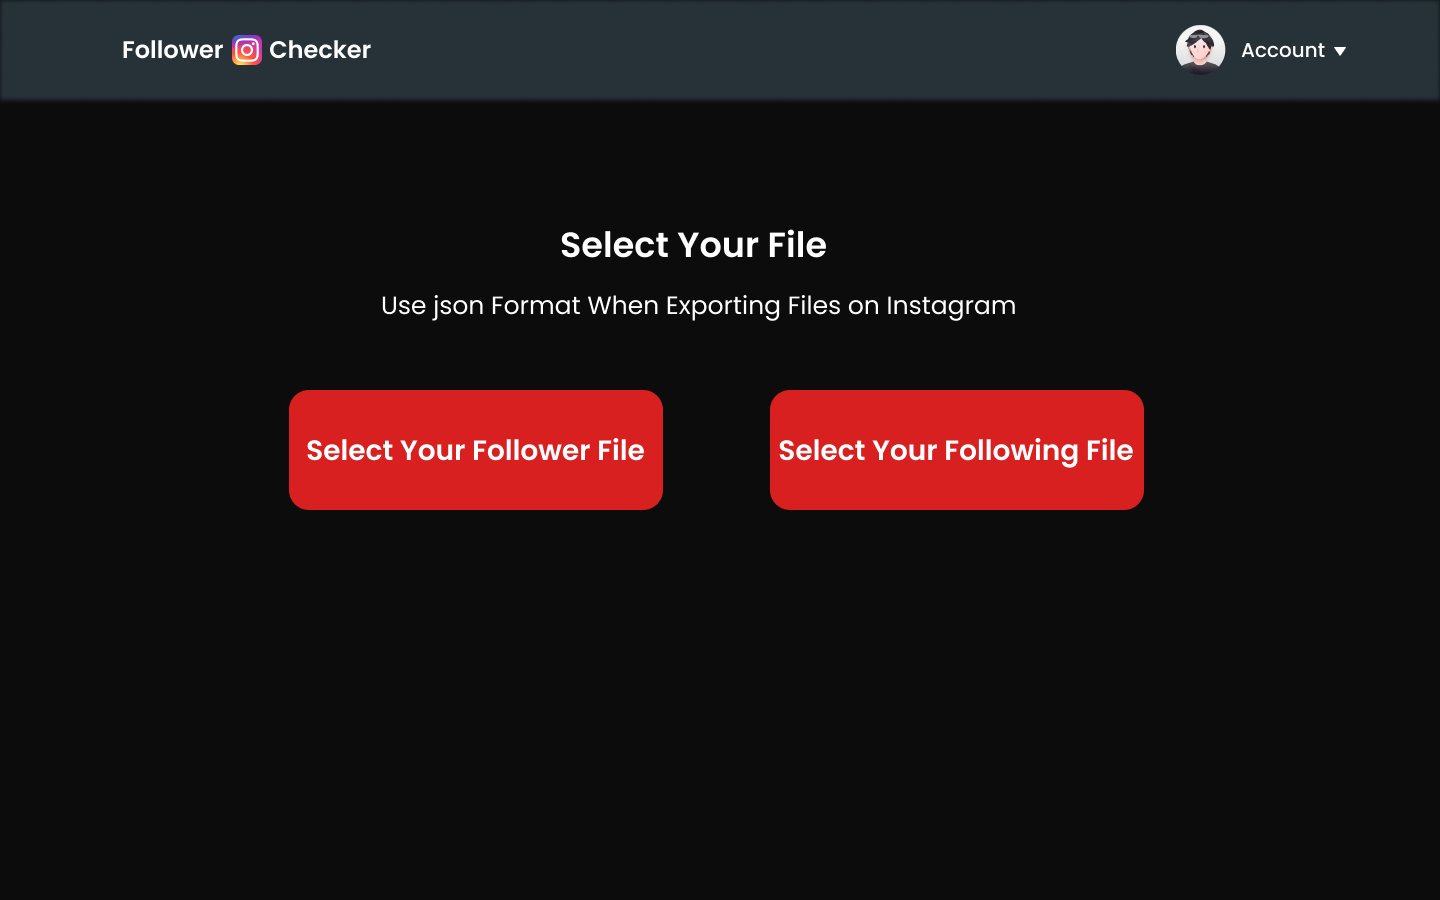 Follower Checker
Account
Select Your File
Use json Format When Exporting Files on Instagram
Select Your Follower File
Select Your Following File